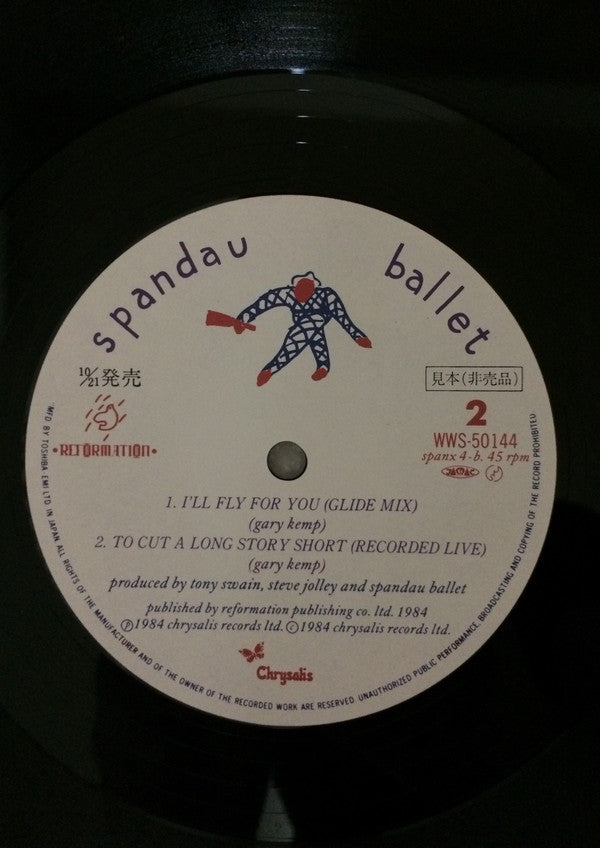 spandau ballet
10/21発売
見本(非売品)
REFORMATION
2
WWS-50144
spanx 4-b. 45 rpm
JASRAC
1. I'LL FLY FOR YOU (GLIDE MIX)
(gary kemp)
2. TO CUT A LONG STORY SHORT (RECORDED LIVE)
(gary kemp)
produced by tony swain, steve jolley and spandau ballet
published by reformation publishing co. ltd. 1984
Ⓟ1984 chrysalis records ltd. ©1984 chrysalis records ltd.
Chrysalis
MFD BY TOSHIBA EMI LTD IN JAPAN ALL RIGHTS OF THE MANUFACTURER AND OF THE OWNER OF THE RECORDED WORK ARE RESERVED. UNAUTHORIZED PUBLIC PERFORMANCE, BROADCASTING AND COPYING OF THE RECORD PROHIBITED